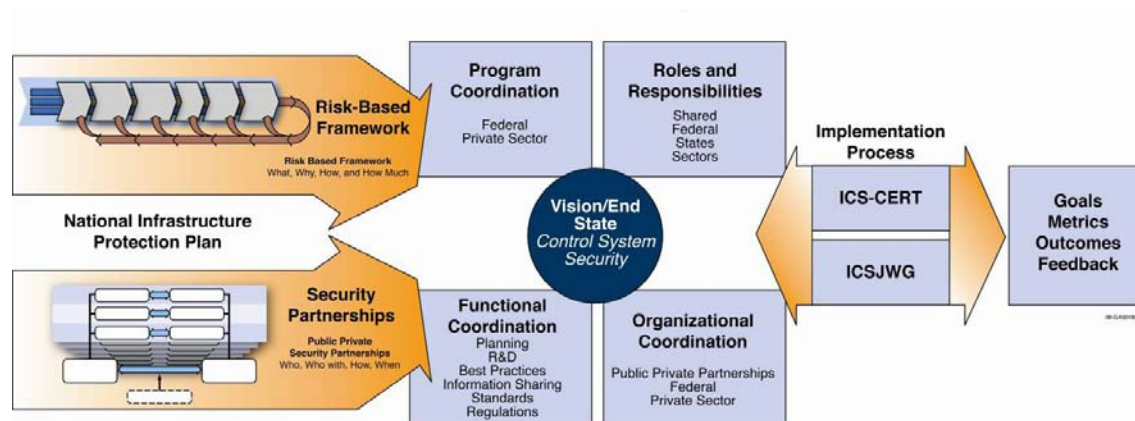 Risk-Based
Framework
Risk Based Framework
What, Why, How, and How Much
National Infrastructure
Protection Plan
Security
Partnerships
Public Private
Security Partnerships
Who, Who with, How, When
Program
Coordination
Federal
Private Sector
Roles and
Responsibilities
Shared
Federal
States
Sectors
Vision/End
State
Control System
Security
Functional
Coordination
Planning
R&D
Best Practices
Information Sharing
Standards
Regulations
Organizational
Coordination
Public Private Partnerships
Federal
Private Sector
Implementation
Process
ICS-CERT
ICSJWG
Goals
Metrics
Outcomes
Feedback